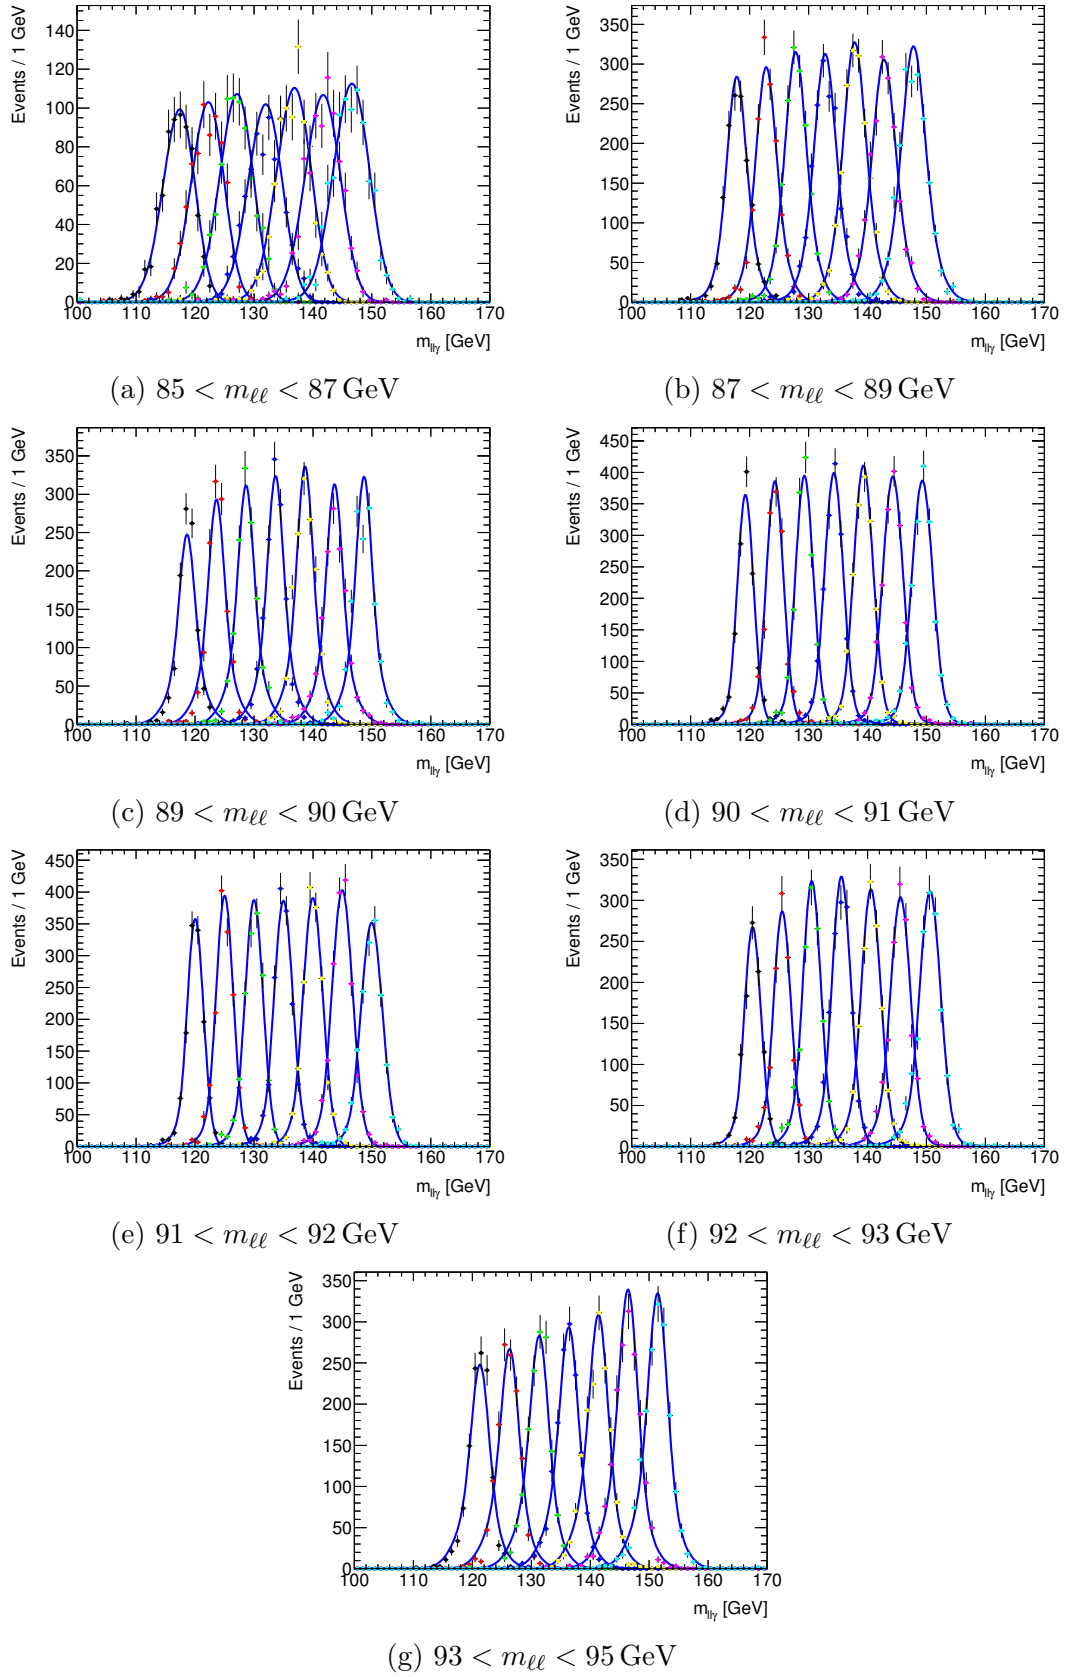 Events / 1 GeV
140
120
100
80
60
40
20
0
100 110 120 130 140 150 160 170
m_{llγ} [GeV]
(a) 85 < m_{ℓℓ} < 87 GeV
Events / 1 GeV
350
300
250
200
150
100
50
0
100 110 120 130 140 150 160 170
m_{llγ} [GeV]
(b) 87 < m_{ℓℓ} < 89 GeV
Events / 1 GeV
350
300
250
200
150
100
50
0
100 110 120 130 140 150 160 170
m_{llγ} [GeV]
(c) 89 < m_{ℓℓ} < 90 GeV
Events / 1 GeV
450
400
350
300
250
200
150
100
50
0
100 110 120 130 140 150 160 170
m_{llγ} [GeV]
(d) 90 < m_{ℓℓ} < 91 GeV
Events / 1 GeV
450
400
350
300
250
200
150
100
50
0
100 110 120 130 140 150 160 170
m_{llγ} [GeV]
(e) 91 < m_{ℓℓ} < 92 GeV
Events / 1 GeV
350
300
250
200
150
100
50
0
100 110 120 130 140 150 160 170
m_{llγ} [GeV]
(f) 92 < m_{ℓℓ} < 93 GeV
Events / 1 GeV
350
300
250
200
150
100
50
0
100 110 120 130 140 150 160 170
m_{llγ} [GeV]
(g) 93 < m_{ℓℓ} < 95 GeV